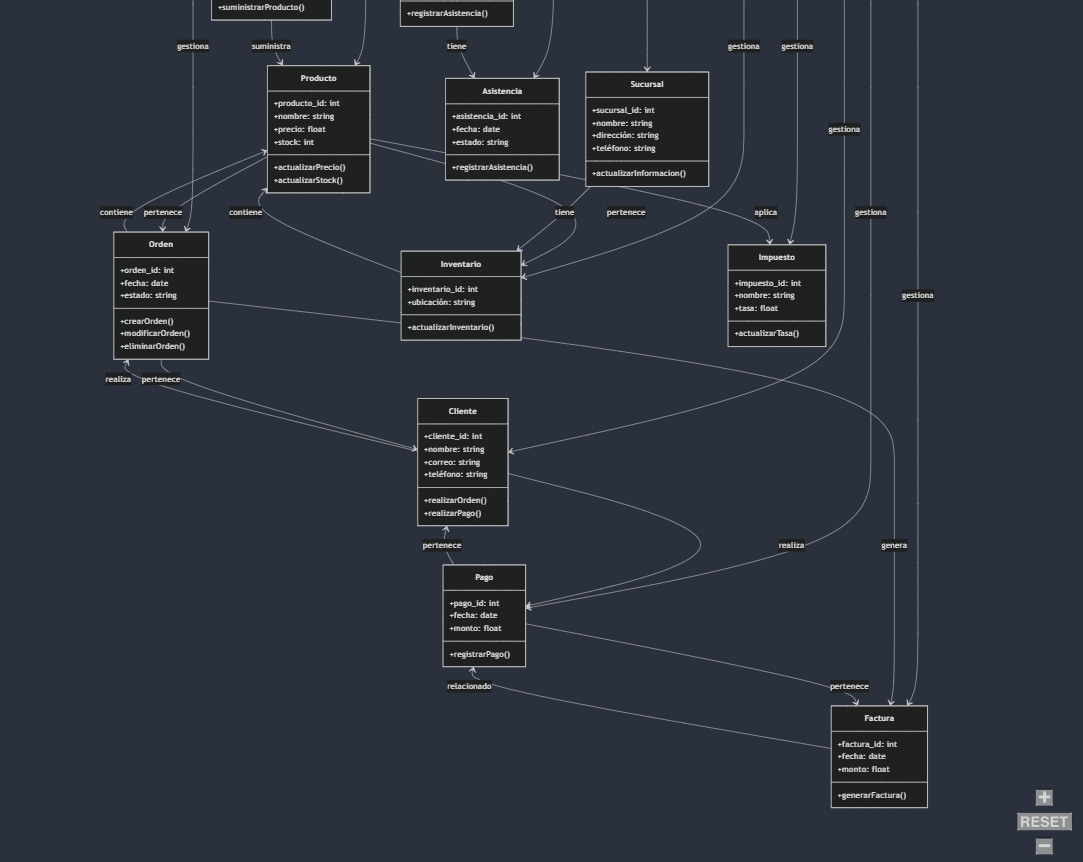 +suministrarProducto()
+registrarAsistencia()
gestiona
suministra
tiene
gestiona
gestiona
Producto
+producto_id: int
+nombre: string
+precio: float
+stock: int
+actualizarPrecio()
+actualizarStock()
Asistencia
+asistencia_id: int
+fecha: date
+estado: string
+registrarAsistencia()
Sucursal
+sucursal_id: int
+nombre: string
+dirección: string
+teléfono: string
+actualizarInformacion()
gestiona
contiene
pertenece
contiene
tiene
pertenece
aplica
gestiona
Orden
+orden_id: int
+fecha: date
+estado: string
+crearOrden()
+modificarOrden()
+eliminarOrden()
Inventario
+inventario_id: int
+ubicación: string
+actualizarInventario()
Impuesto
+impuesto_id: int
+nombre: string
+tasa: float
+actualizarTasa()
gestiona
realiza
pertenece
Cliente
+cliente_id: int
+nombre: string
+correo: string
+teléfono: string
+realizarOrden()
+realizarPago()
pertenece
realiza
genera
Pago
+pago_id: int
+fecha: date
+monto: float
+registrarPago()
relacionado
pertenece
Factura
+factura_id: int
+fecha: date
+monto: float
+generarFactura()
+
RESET
−